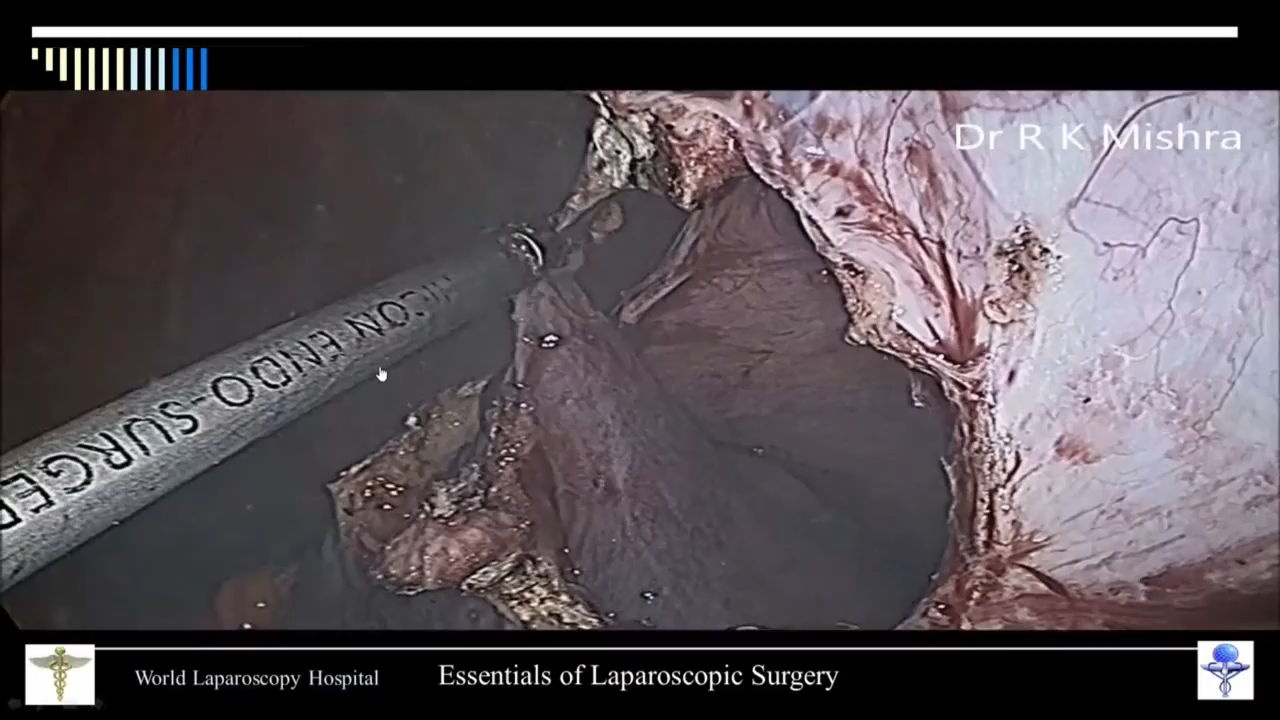 Dr R K Mishra
ENDO-SURGER
World Laparoscopy Hospital
Essentials of Laparoscopic Surgery